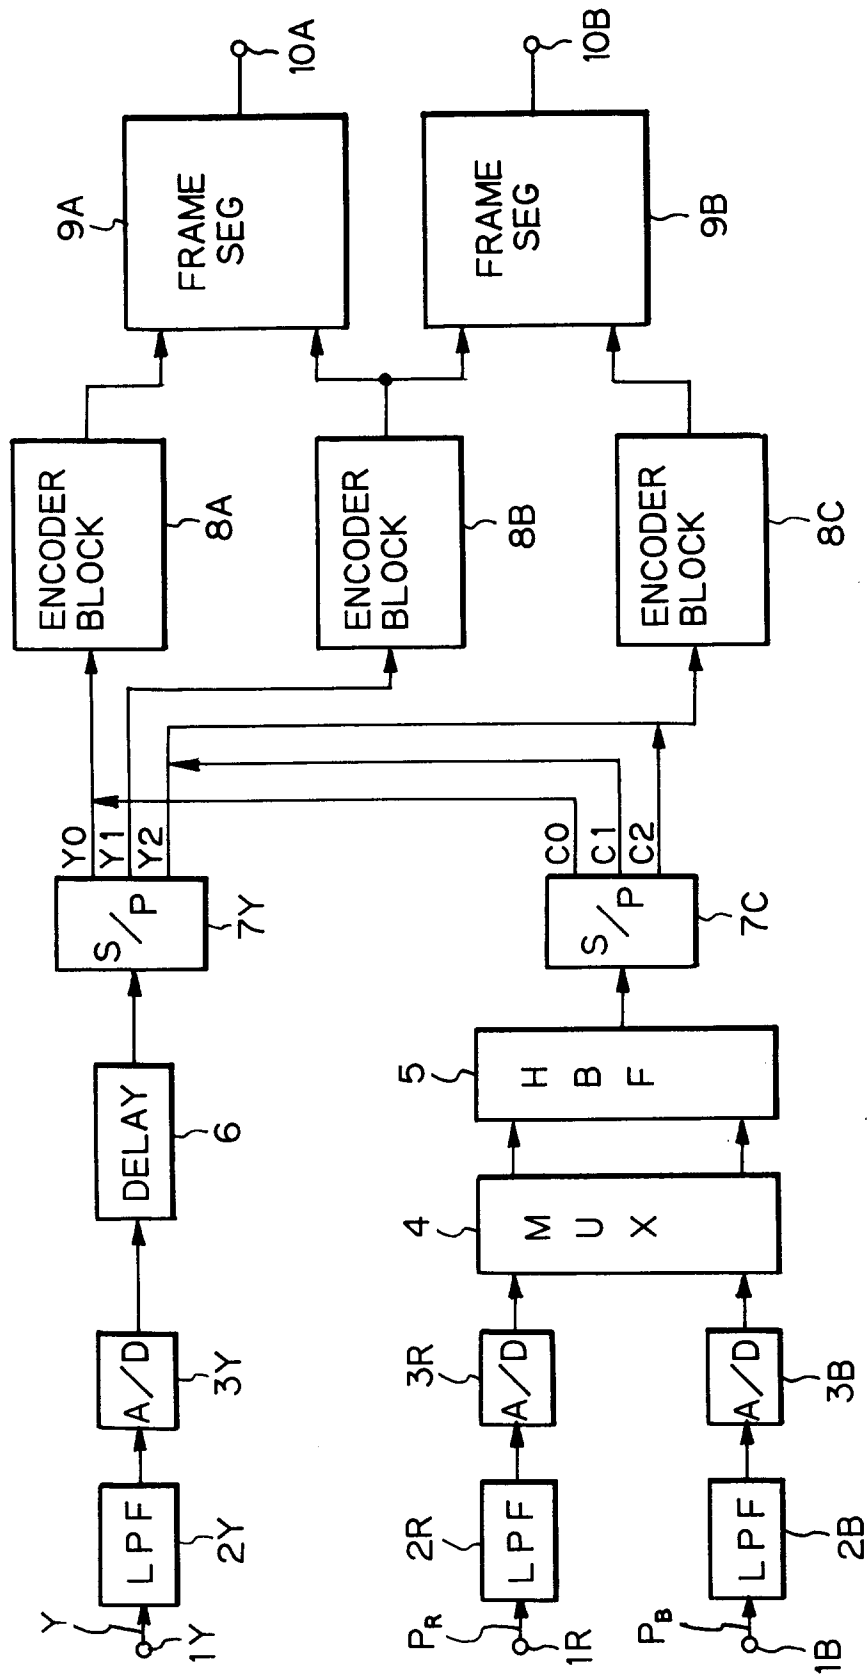 Y
1Y
LPF
2Y
A/D
3Y
DELAY
6
S/P
7Y
Y0
Y1
Y2
PR
1R
LPF
2R
A/D
3R
PB
1B
LPF
2B
A/D
3B
4
MUX
5
HBF
S/P
7C
C0
C1
C2
ENCODER
BLOCK
8A
ENCODER
BLOCK
8B
ENCODER
BLOCK
8C
9A
FRAME
SEG
10A
FRAME
SEG
9B
10B